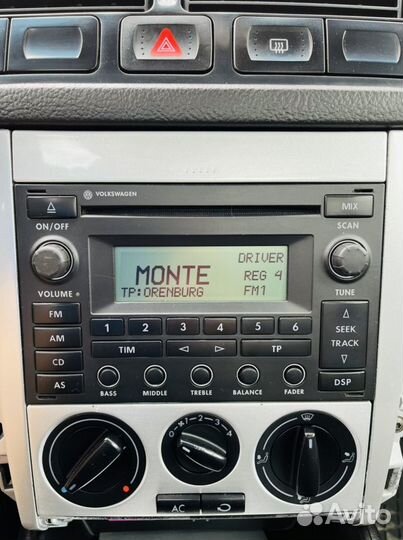 VOLKSWAGEN
MIX
ON/OFF
SCAN
DRIVER
MONTE
REG 4
TP:ORENBURG
FM1
VOLUME
TUNE
FM
AM
CD
AS
1 2 3 4 5 6
TIM
TP
SEEK
TRACK
DSP
BASS
MIDDLE
TREBLE
BALANCE
FADER
0
1
2
3
4
AC
Avito